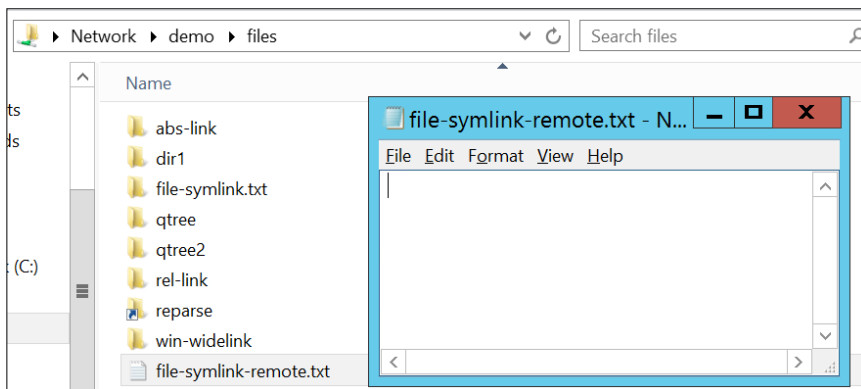 Network ▸ demo ▸ files
Search files
Name
ts
ds
abs-link
dir1
file-symlink.txt
qtree
qtree2
rel-link
(C:)
reparse
win-widelink
file-symlink-remote.txt
file-symlink-remote.txt - N...
File Edit Format View Help